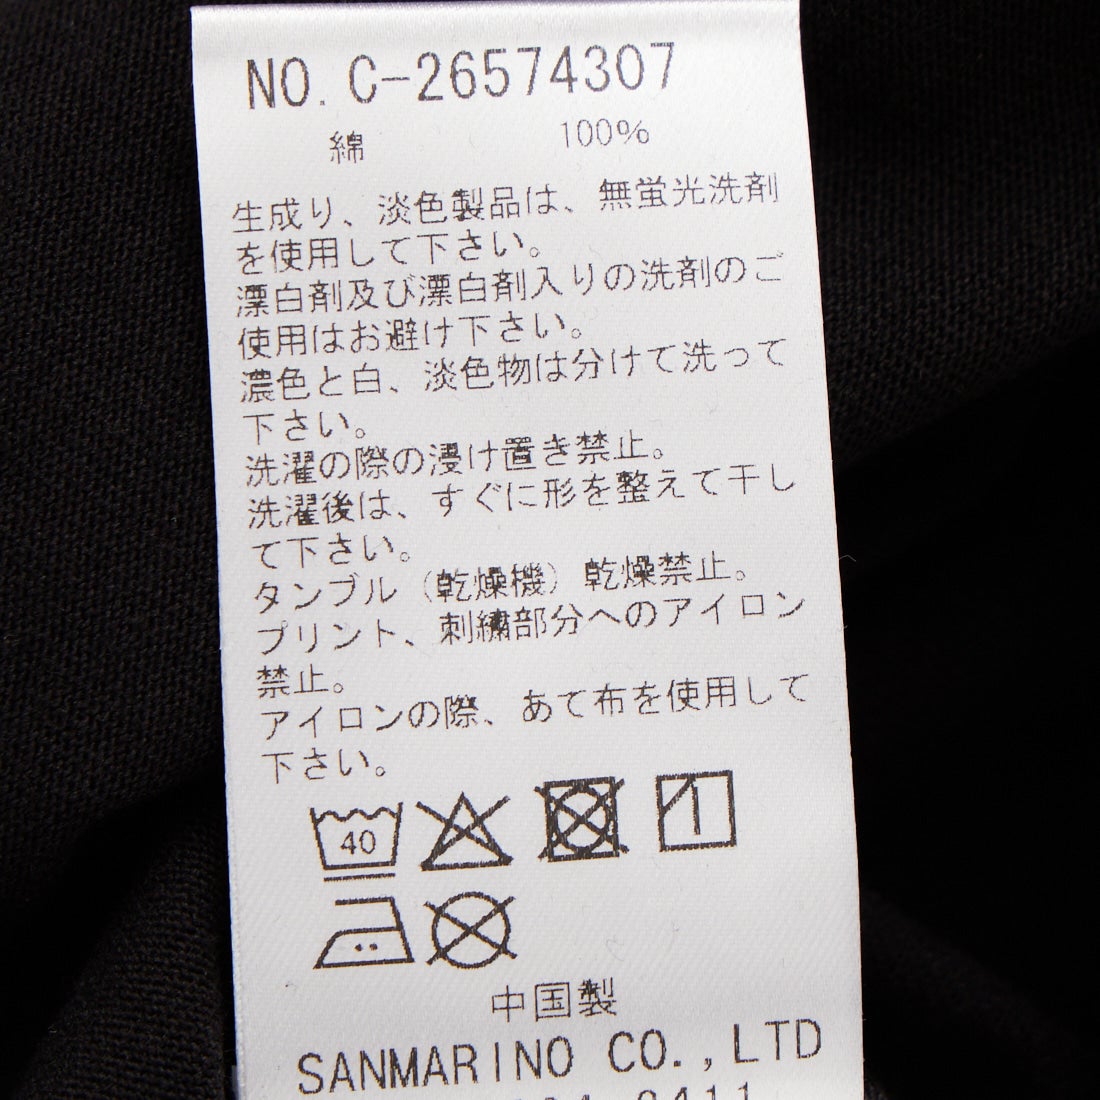 NO. C-26574307
綿 100%
生成り、淡色製品は、無蛍光洗剤
を使用して下さい。
漂白剤及び漂白剤入りの洗剤のご
使用はお避け下さい。
濃色と白、淡色物は分けて洗って
下さい。
洗濯の際の浸け置き禁止。
洗濯後は、すぐに形を整えて干し
て下さい。
タンブル(乾燥機)乾燥禁止。
プリント、刺繍部分へのアイロン
禁止。
アイロンの際、あて布を使用して
下さい。
40
中国製
SANMARINO CO.,LTD